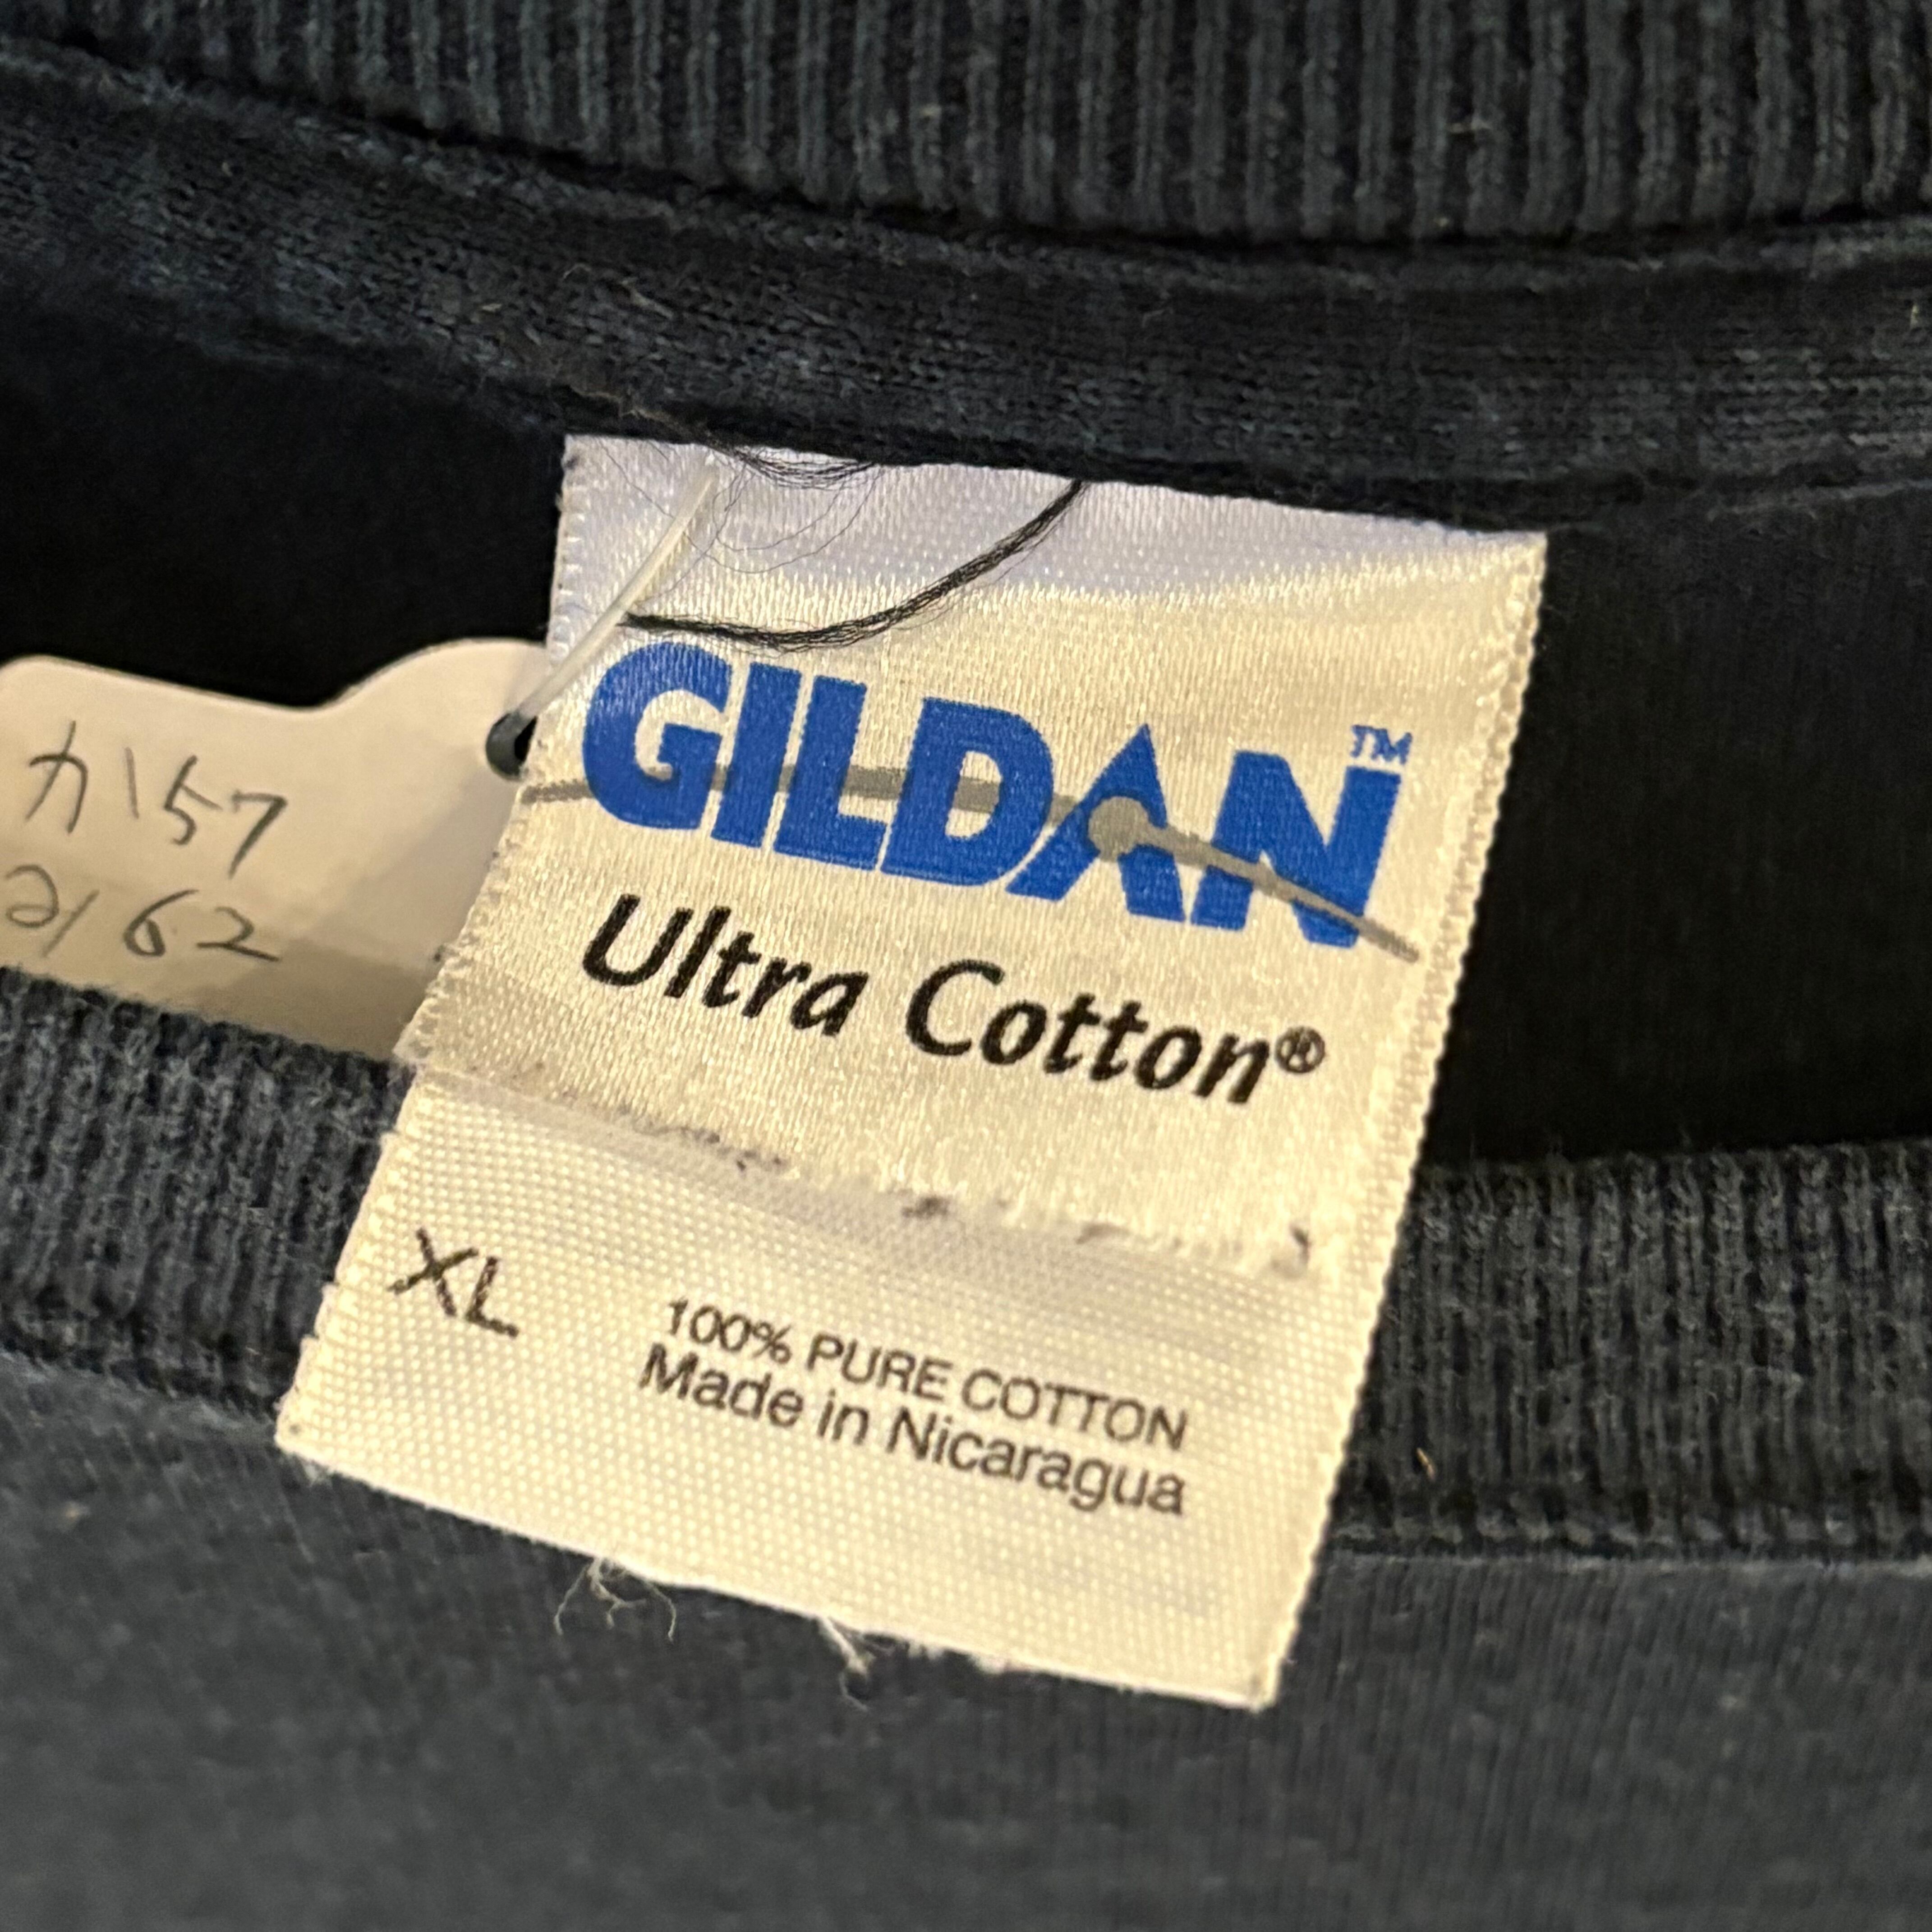 GILDAN™
Ultra Cotton®
XL
100% PURE COTTON
Made in Nicaragua
カ157
2162